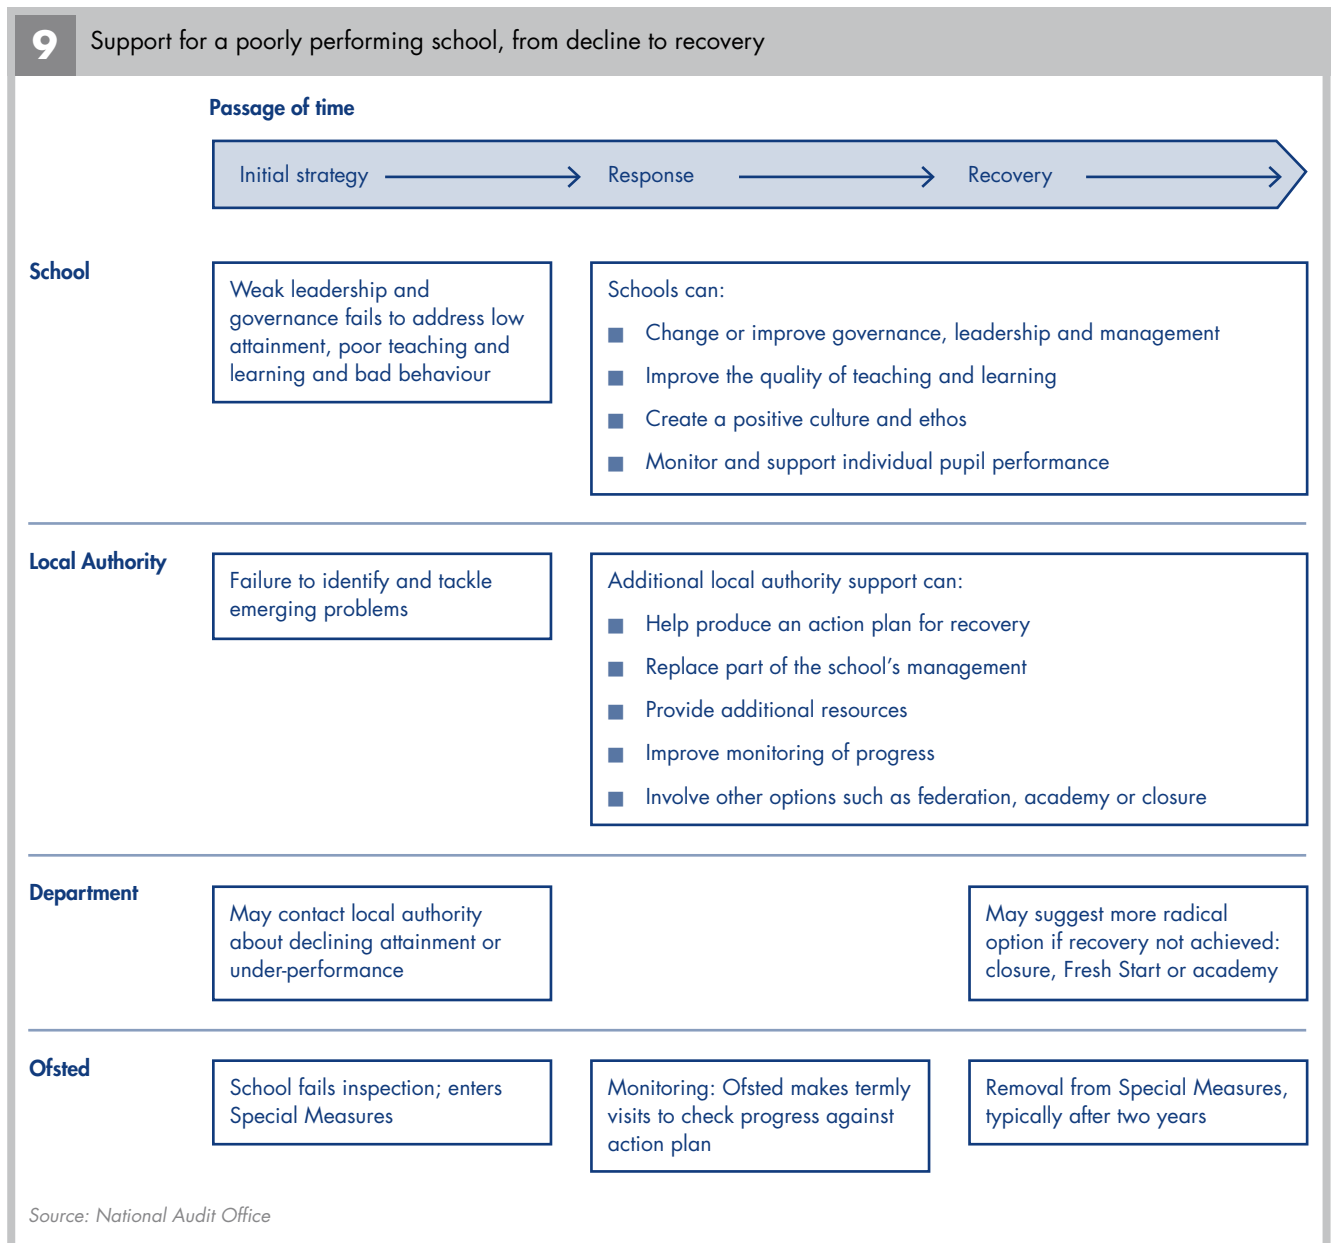 9
Support for a poorly performing school, from decline to recovery
Passage of time
Initial strategy
Response
Recovery
School
Weak leadership and
governance fails to address low
attainment, poor teaching and
learning and bad behaviour
Schools can:
■ Change or improve governance, leadership and management
■ Improve the quality of teaching and learning
■ Create a positive culture and ethos
■ Monitor and support individual pupil performance
Local Authority
Failure to identify and tackle
emerging problems
Additional local authority support can:
■ Help produce an action plan for recovery
■ Replace part of the school's management
■ Provide additional resources
■ Improve monitoring of progress
■ Involve other options such as federation, academy or closure
Department
May contact local authority
about declining attainment or
under-performance
May suggest more radical
option if recovery not achieved:
closure, Fresh Start or academy
Ofsted
School fails inspection; enters
Special Measures
Monitoring: Ofsted makes termly
visits to check progress against
action plan
Removal from Special Measures,
typically after two years
Source: National Audit Office